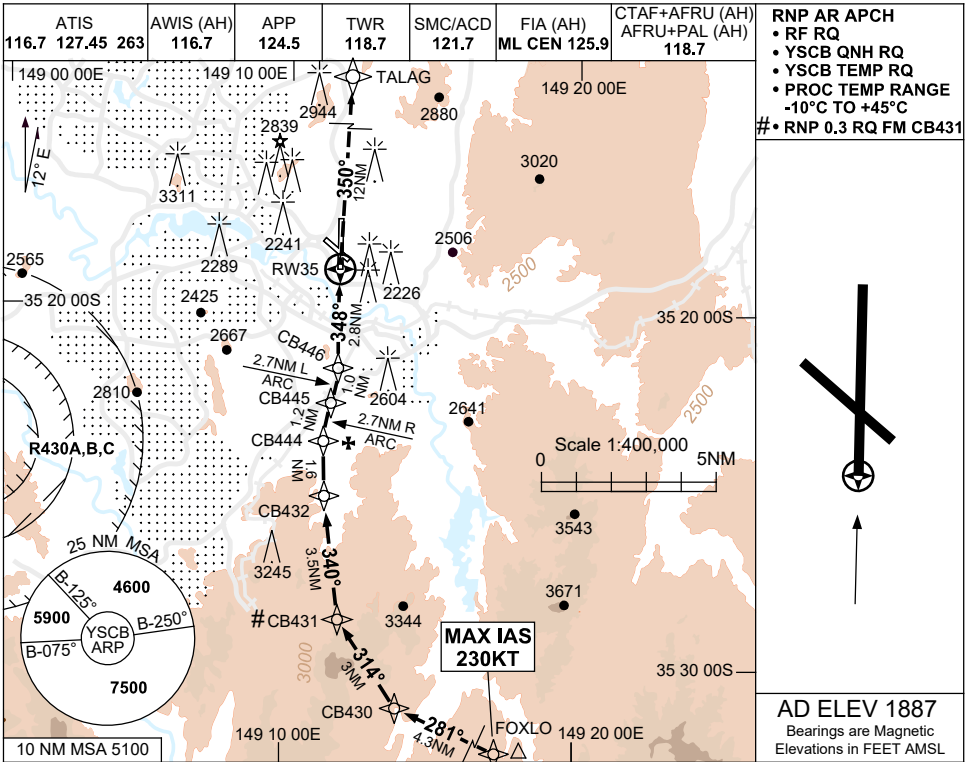 ATIS
116.7 127.45 263
AWIS (AH)
116.7
APP
124.5
TWR
118.7
SMC/ACD
121.7
FIA (AH)
ML CEN 125.9
CTAF+AFRU (AH)
AFRU+PAL (AH)
118.7
RNP AR APCH
• RF RQ
• YSCB QNH RQ
• YSCB TEMP RQ
• PROC TEMP RANGE
-10°C TO +45°C
#• RNP 0.3 RQ FM CB431
149 00 00E
149 10 00E
149 20 00E
TALAG
2944
2880
2839
12° E
3311
350°
12NM
3020
2241
2289
2506
2565
RW35
2226
2500
35 20 00S
35 20 00S
2425
348°
2.8NM
2667
CB446
2.7NM L
ARC
1.0
NM
2604
2810
CB445
1.2
NM
2.7NM R
ARC
2641
2500
CB444
R430A,B,C
Scale 1:400,000
0
5NM
1.6
NM
CB432
3543
25 NM MSA
3245
340°
3.5NM
B-125°
4600
5900
B-250°
YSCB
ARP
B-075°
7500
3344
3671
# CB431
MAX IAS
230KT
3000
314°
3NM
35 30 00S
CB430
281°
4.3NM
FOXLO
149 10 00E
149 20 00E
10 NM MSA 5100
AD ELEV 1887
Bearings are Magnetic
Elevations in FEET AMSL